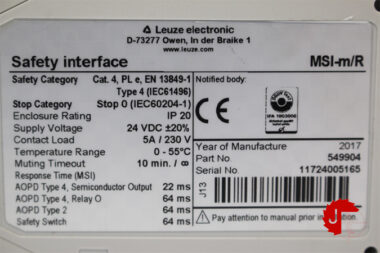 Leuze electronic
D-73277 Owen, In der Braike 1
www.leuze.com
Safety interface MSI-m/R
Safety Category Cat. 4, PL e, EN 13849-1
Type 4 (IEC61496)
Stop Category Stop 0 (IEC60204-1)
Enclosure Rating IP 20
Supply Voltage 24 VDC ±20%
Contact Load 5A / 230 V
Temperature Range 0 - 55°C
Muting Timeout 10 min. / ∞
Response Time (MSI)
AOPD Type 4, Semiconductor Output 22 ms
AOPD Type 4, Relay O 64 ms
AOPD Type 2 64 ms
Safety Switch 64 ms
Notified body:
CE
Year of Manufacture 2017
Part No 549904
Serial No. 11724005165
J13
Pay attention to manual prior
J